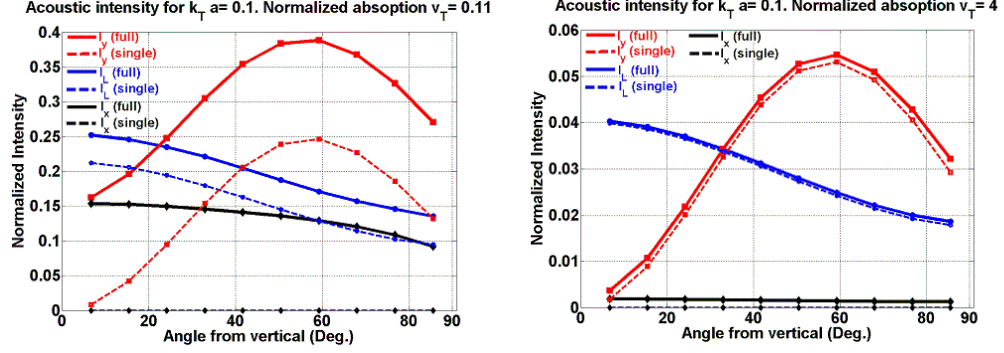 Acoustic intensity for k_T a= 0.1. Normalized absoption v_T= 0.11
I_y (full)
I_y (single)
I_L (full)
I_L (single)
I_x (full)
I_x (single)
Normalized Intensity
0.4
0.35
0.3
0.25
0.2
0.15
0.1
0.05
0
0 20 40 60 80 90
Angle from vertical (Deg.)
Acoustic intensity for k_T a= 0.1. Normalized absoption v_T= 4
I_y (full)
I_y (single)
I_L (full)
I_L (single)
I_x (full)
I_x (single)
Normalized Intensity
0.06
0.05
0.04
0.03
0.02
0.01
0
0 20 40 60 80 90
Angle from vertical (Deg.)